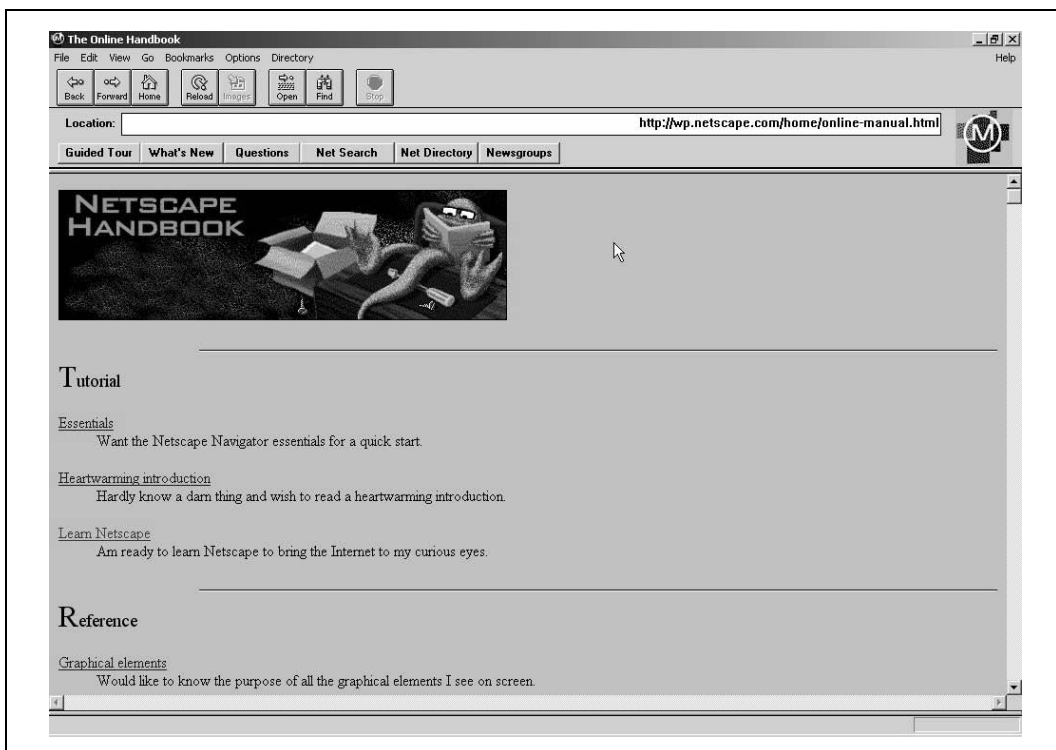 The Online Handbook
File Edit View Go Bookmarks Options Directory Help
Back Forward Home Reload Images Open Find Stop
Location: http://wp.netscape.com/home/online-manual.html
M
Guided Tour What's New Questions Net Search Net Directory Newsgroups
NETSCAPE
HANDBOOK
Tutorial
Essentials
Want the Netscape Navigator essentials for a quick start.
Heartwarming introduction
Hardly know a darn thing and wish to read a heartwarming introduction.
Learn Netscape
Am ready to learn Netscape to bring the Internet to my curious eyes.
Reference
Graphical elements
Would like to know the purpose of all the graphical elements I see on screen.